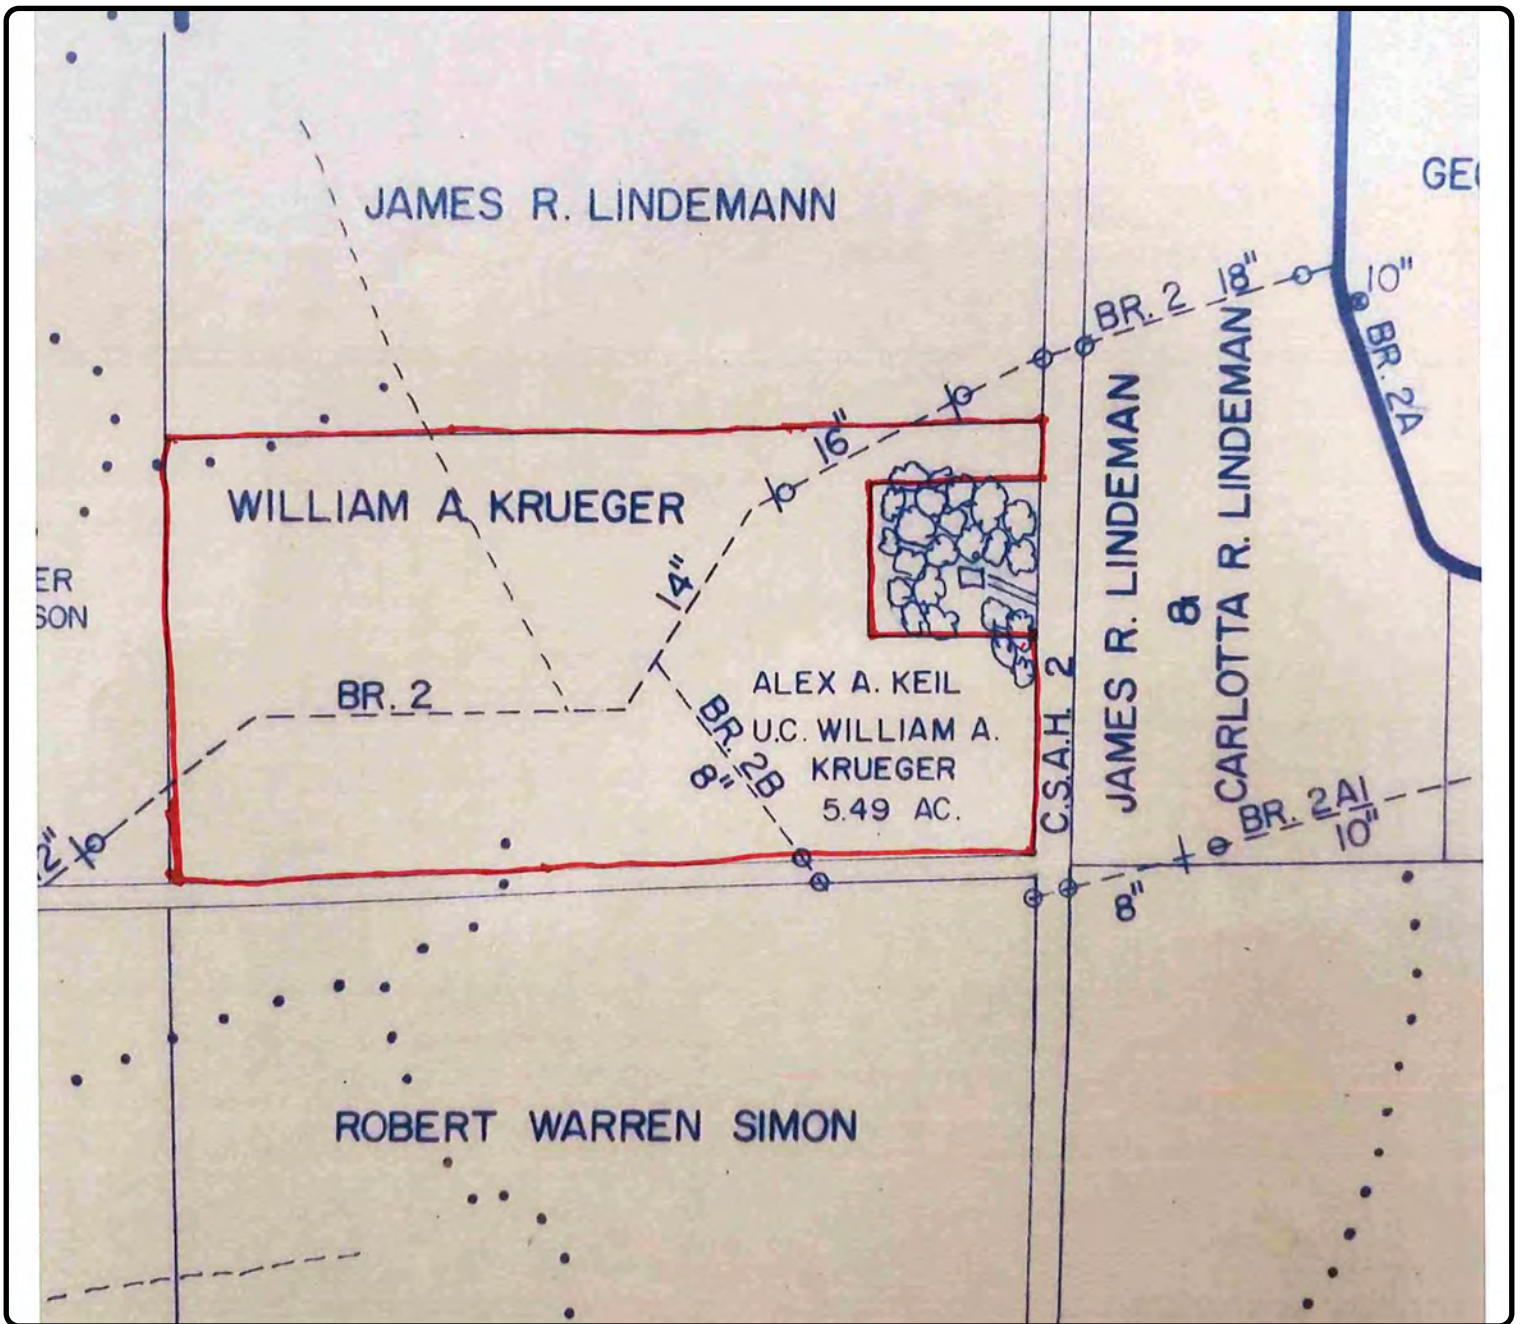 JAMES R. LINDEMANN
GE
BR. 2 18"
10"
BR. 2A
16"
WILLIAM A KRUEGER
14"
ER
SON
BR. 2
BR. 2B
8"
ALEX A. KEIL
U.C. WILLIAM A.
KRUEGER
5.49 AC.
C.S.A.H. 2
JAMES R. LINDEMAN
&
CARLOTTA R. LINDEMAN
2"
BR. 2A1
10"
8"
ROBERT WARREN SIMON